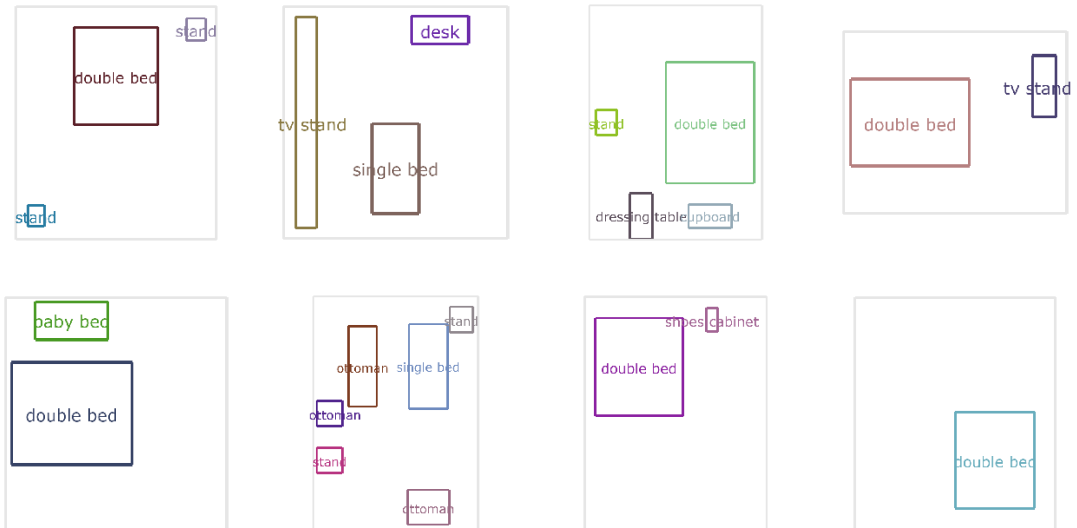 stand
double bed
stand
desk
tv stand
single bed
stand
double bed
dressing table
cupboard
tv stand
double bed
baby bed
double bed
stand
ottoman
single bed
ottoman
stand
ottoman
shoes cabinet
double bed
double bed